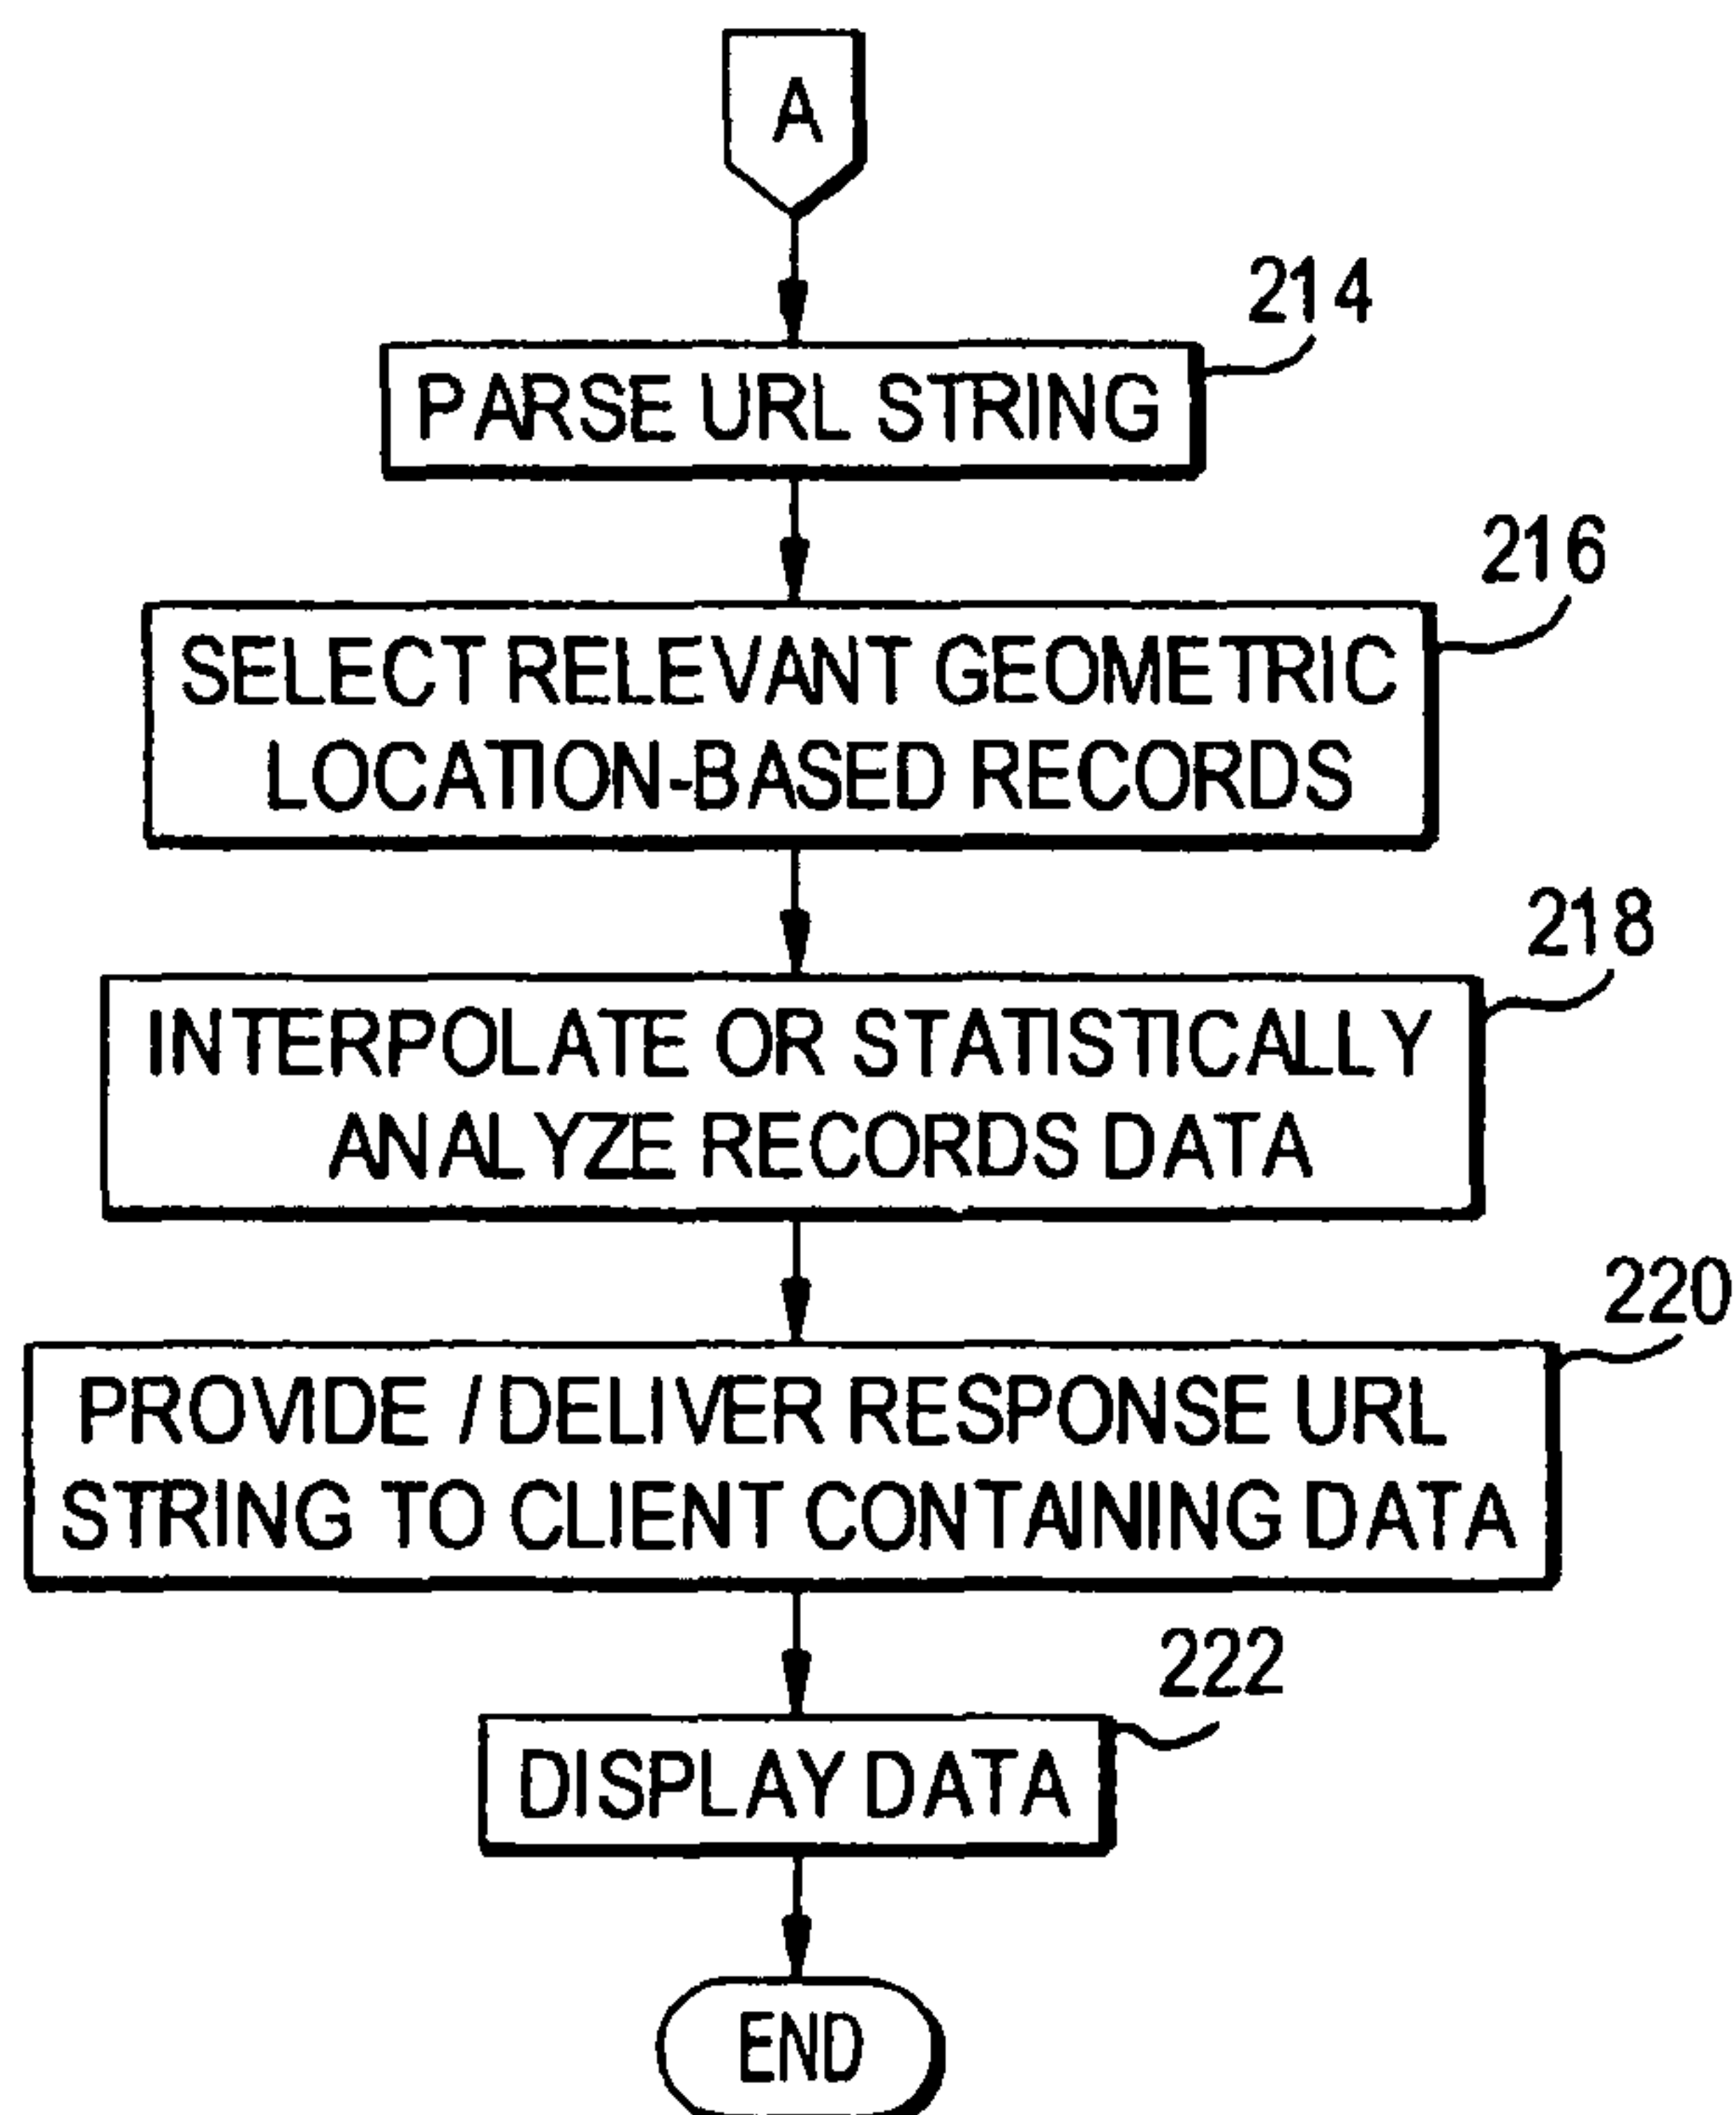 A
214
PARSE URL STRING
216
SELECT RELEVANT GEOMETRIC
LOCATION-BASED RECORDS
218
INTERPOLATE OR STATISTICALLY
ANALYZE RECORDS DATA
220
PROVIDE /DELIVER RESPONSE URL
STRING TO CLIENT CONTAINING DATA
222
DISPLAY DATA
END